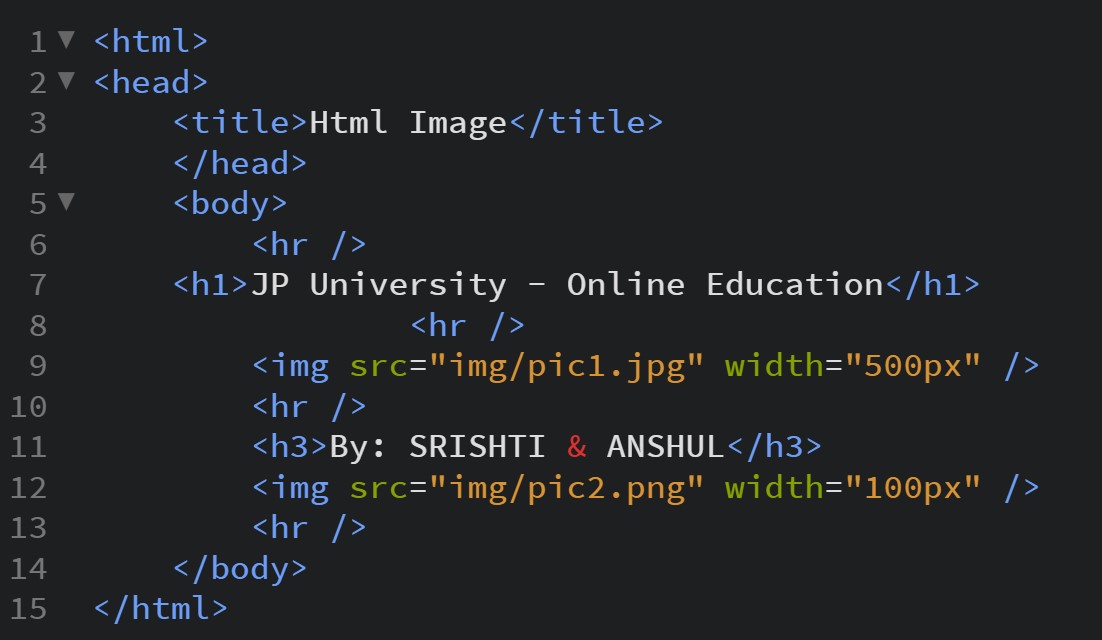 1 ▼ <html>
2 ▼ <head>
3 <title>Html Image</title>
4 </head>
5 ▼ <body>
6 <hr />
7 <h1>JP University - Online Education</h1>
8 <hr />
9 <img src="img/pic1.jpg" width="500px" />
10 <hr />
11 <h3>By: SRISHTI & ANSHUL</h3>
12 <img src="img/pic2.png" width="100px" />
13 <hr />
14 </body>
15 </html>